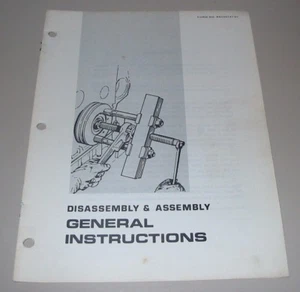 DISASSEMBLY & ASSEMBLY
GENERAL
INSTRUCTIONS